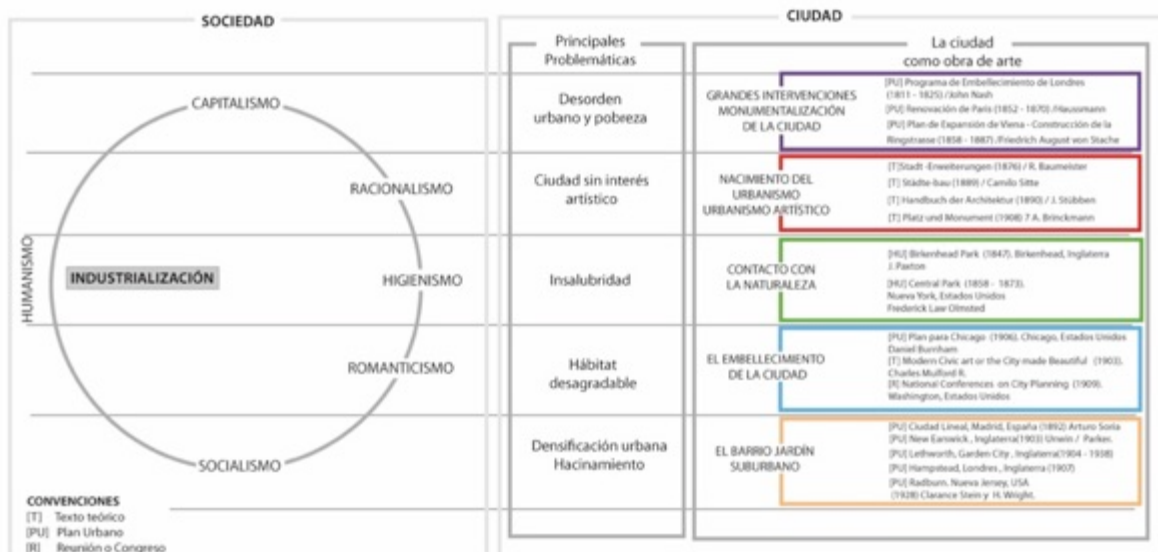 SOCIEDAD
CAPITALISMO
RACIONALISMO
HUMANISMO
INDUSTRIALIZACIÓN
HIGIENISMO
ROMANTICISMO
SOCIALISMO
CONVENCIONES
[T] Texto teórico
[PU] Plan Urbano
[R] Reunión o Congreso
CIUDAD
Principales
Problemáticas
La ciudad
como obra de arte
Desorden
urbano y pobreza
GRANDES INTERVENCIONES
MONUMENTALIZACIÓN
DE LA CIUDAD
[PU] Programa de Embellecimiento de Londres
(1811 - 1825) /John Nash
[PU] Renovación de Paris (1852 - 1870) /Haussmann
[PU] Plan de Expansión de Viena - Construcción de la
Ringstrasse (1858 - 1887) /Friedrich August von Stache
Ciudad sin interés
artístico
NACIMIENTO DEL
URBANISMO
URBANISMO ARTÍSTICO
[T]Stadt -Erweiterungen (1876) / R. Baumeister
[T] Städte-bau (1889) / Camilo Sitte
[T] Handbuch der Architektur (1890) / J. Stübben
[T] Platz und Monument (1908) 7 A. Brinckmann
Insalubridad
CONTACTO CON
LA NATURALEZA
[HU] Birkenhead Park (1847). Birkenhead, Inglaterra
J. Paxton
[HU] Central Park (1858 - 1873).
Nueva York, Estados Unidos
Frederick Law Olmsted
Hábitat
desagradable
EL EMBELLECIMIENTO
DE LA CIUDAD
[PU] Plan para Chicago (1906). Chicago, Estados Unidos
Daniel Burnham
[T] Modern Civic art or the City made Beautiful (1903).
Charles Mulford R.
[R] National Conferences on City Planning (1909).
Washington, Estados Unidos
Densificación urbana
Hacinamiento
EL BARRIO JARDÍN
SUBURBANO
[PU] Ciudad Líneal, Madrid, España (1892) Arturo Soria
[PU] New Earswick , Inglaterra(1903) Unwin / Parker.
[PU] Lethworth, Garden City , Inglaterra(1904 - 1938)
[PU] Hampstead, Londres , Inglaterra (1907)
[PU] Radburn. Nueva Jersey, USA
(1928) Clarance Stein y H. Wright.